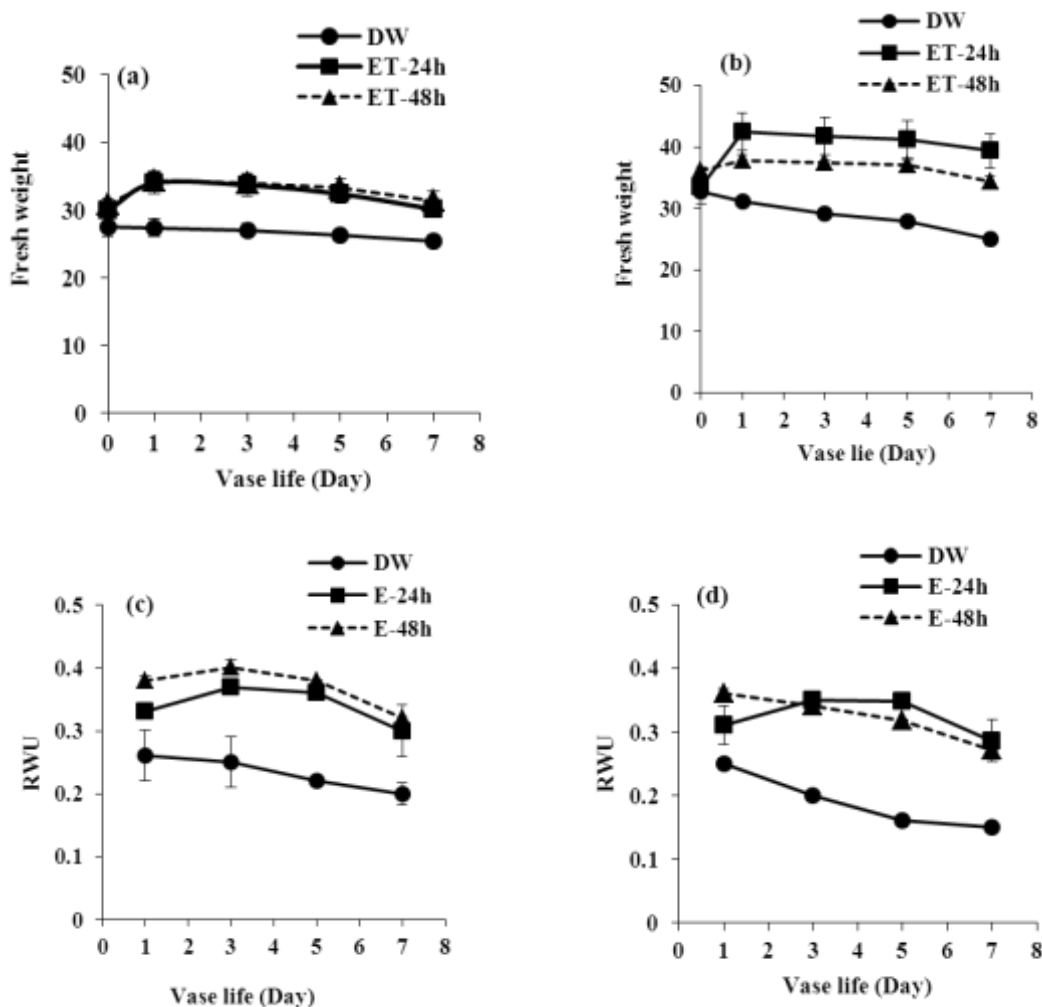 (a)
DW
ET-24h
ET-48h
50
40
30
20
10
0
Fresh weight
0 1 2 3 4 5 6 7 8
Vase life (Day)
(b)
DW
ET-24h
ET-48h
50
40
30
20
10
0
Fresh weight
0 1 2 3 4 5 6 7 8
Vase lie (Day)
(c)
DW
E-24h
E-48h
0.5
0.4
0.3
0.2
0.1
0
RWU
0 1 2 3 4 5 6 7 8
Vase life (Day)
(d)
DW
E-24h
E-48h
0.5
0.4
0.3
0.2
0.1
0
RWU
0 1 2 3 4 5 6 7 8
Vase life (Day)